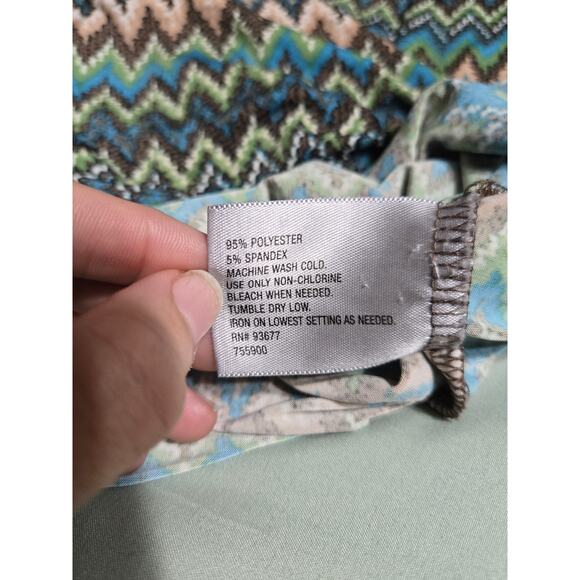 95% POLYESTER
5% SPANDEX
MACHINE WASH COLD.
USE ONLY NON-CHLORINE
BLEACH WHEN NEEDED.
TUMBLE DRY LOW.
IRON ON LOWEST SETTING AS NEEDED.
RN# 93677
755900